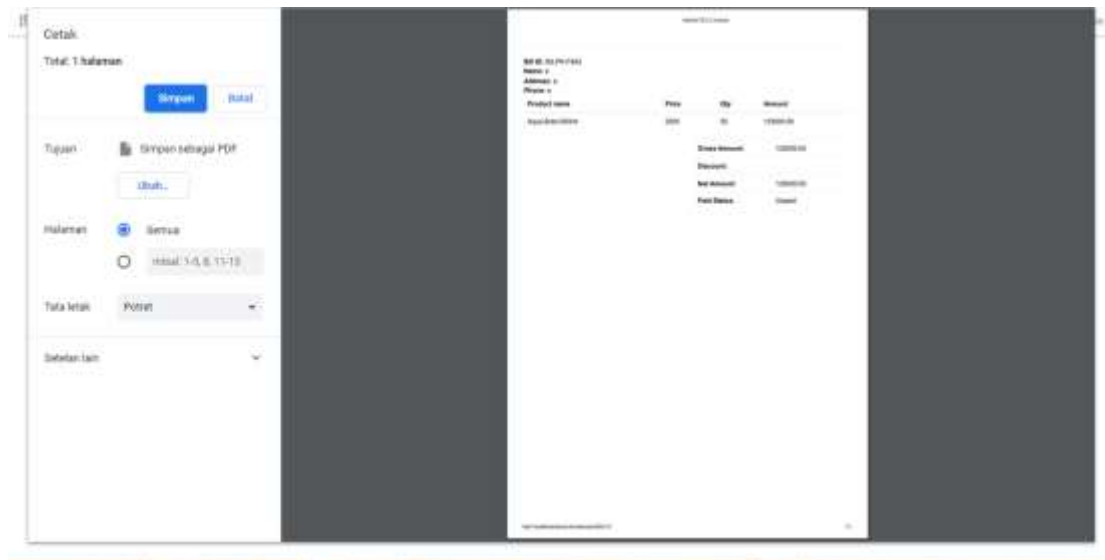 Cetak
Total: 1 halaman
Simpan Batal
Tujuan Simpan sebagai PDF
Ubah...
Halaman Semua
misal: 1-5, 8, 11-13
Tata letak Potret
Setelan lain
Bill ID:
Name:
Address:
Phone:
Product name Price Qty Amount
Gross Amount:
Discount:
Net Amount:
Paid Status: